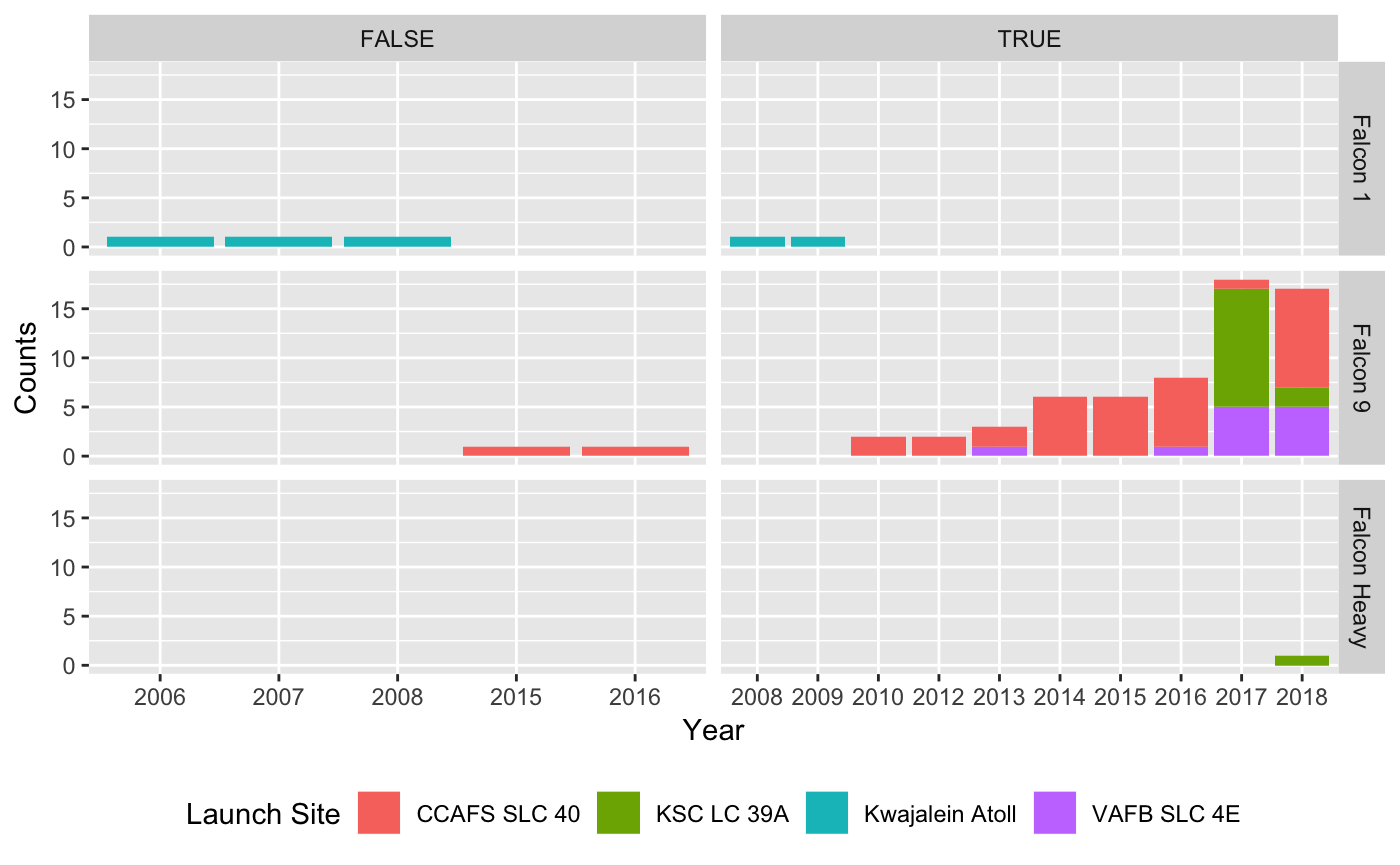 FALSE TRUE
15
10
5
0
Falcon 1
Counts
15
10
5
0
Falcon 9
15
10
5
0
Falcon Heavy
2006 2007 2008 2015 2016 2008 2009 2010 2012 2013 2014 2015 2016 2017 2018
Year
Launch Site CCAFS SLC 40 KSC LC 39A Kwajalein Atoll VAFB SLC 4E